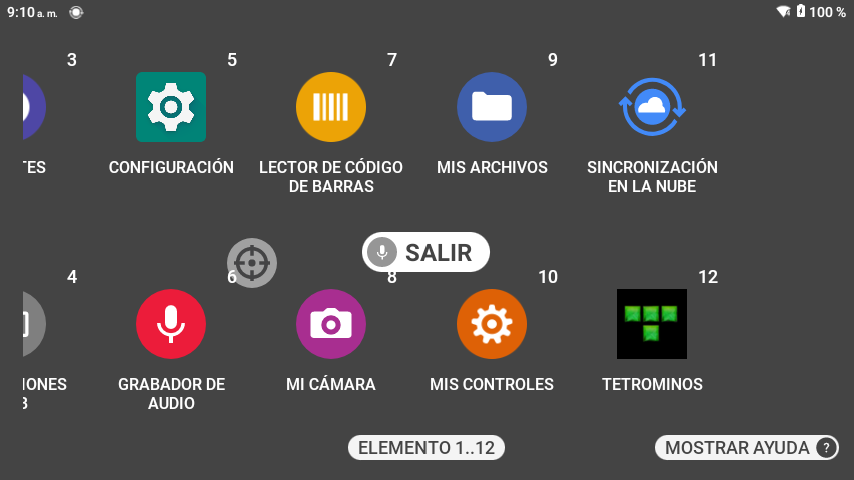 9:10 a. m.
100 %
3
5
7
9
11
TES
CONFIGURACIÓN
LECTOR DE CÓDIGO
DE BARRAS
MIS ARCHIVOS
SINCRONIZACIÓN
EN LA NUBE
SALIR
4
6
8
10
12
IONES
GRABADOR DE
AUDIO
MI CÁMARA
MIS CONTROLES
TETROMINOS
ELEMENTO 1..12
MOSTRAR AYUDA ?